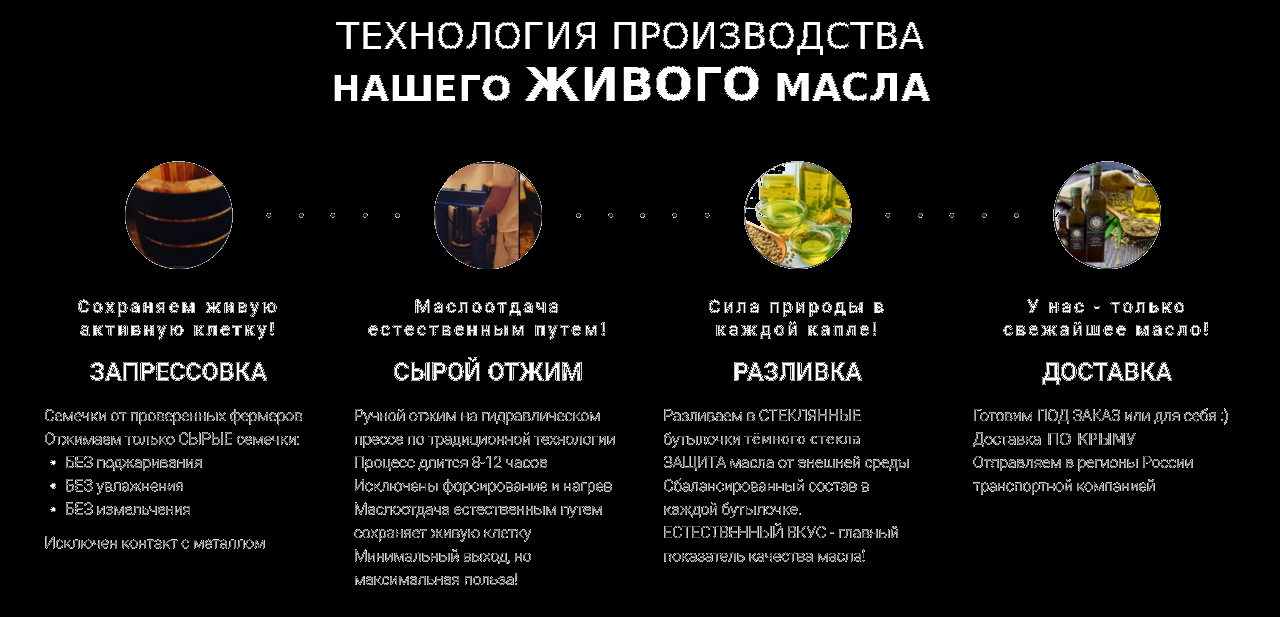 ТЕХНОЛОГИЯ ПРОИЗВОДСТВА
НАШЕГО ЖИВОГО МАСЛА
Сохраняем живую
активную клетку!
ЗАПРЕССОВКА
Семечки от проверенных фермеров
Отжимаем только СЫРЫЕ семечки:
• БЕЗ поджаривания
• БЕЗ увлажнения
• БЕЗ измельчения
Исключен контакт с металлом
Маслоотдача
естественным путем!
СЫРОЙ ОТЖИМ
Ручной отжим на гидравлическом
прессе по традиционной технологии
Процесс длится 8-12 часов
Исключены форсирование и нагрев
Маслоотдача естественным путем
сохраняет живую клетку
Минимальный выход, но
максимальная польза!
Сила природы в
каждой капле!
РАЗЛИВКА
Разливаем в СТЕКЛЯННЫЕ
бутылочки тёмного стекла
ЗАЩИТА масла от внешней среды
Сбалансированный состав в
каждой бутылочке.
ЕСТЕСТВЕННЫЙ ВКУС - главный
показатель качества масла!
У нас - только
свежайшее масло!
ДОСТАВКА
Готовим ПОД ЗАКАЗ или для себя :)
Доставка ПО КРЫМУ
Отправляем в регионы России
транспортной компанией